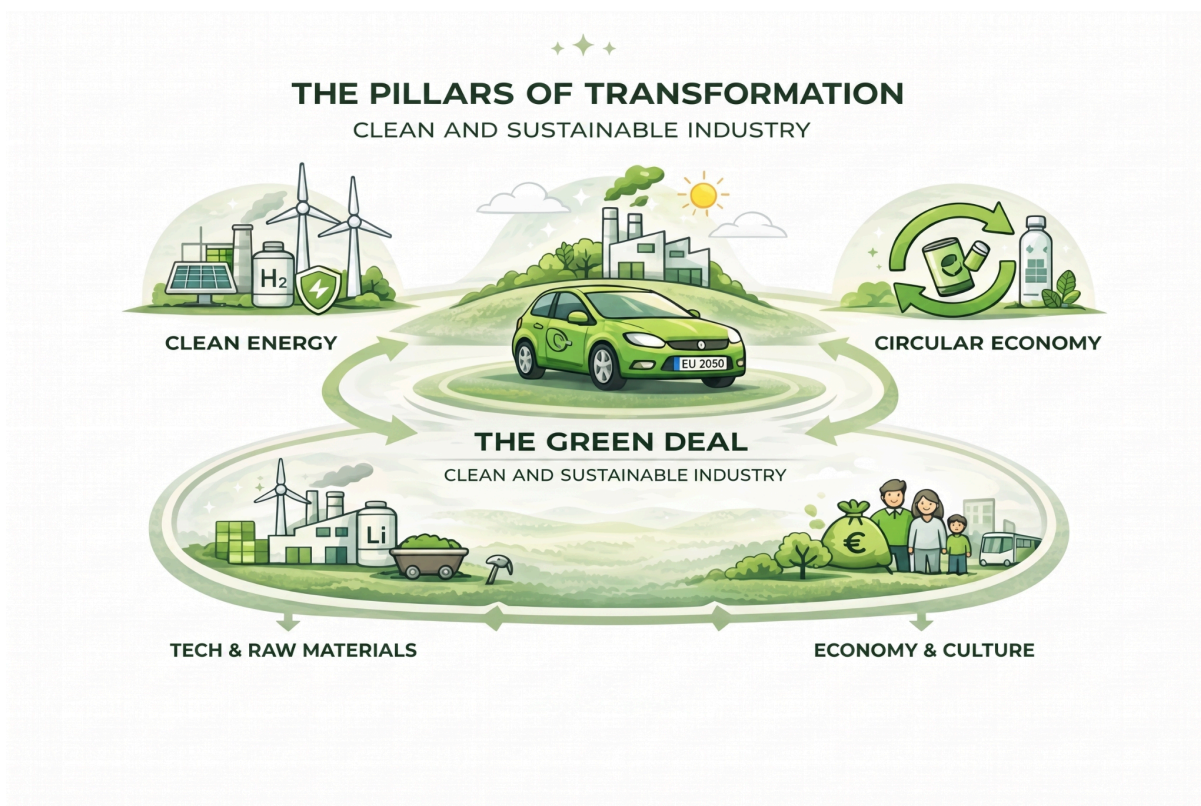 THE PILLARS OF TRANSFORMATION
CLEAN AND SUSTAINABLE INDUSTRY
H2
CLEAN ENERGY
EU 2050
CIRCULAR ECONOMY
THE GREEN DEAL
CLEAN AND SUSTAINABLE INDUSTRY
Li
€
TECH & RAW MATERIALS
ECONOMY & CULTURE